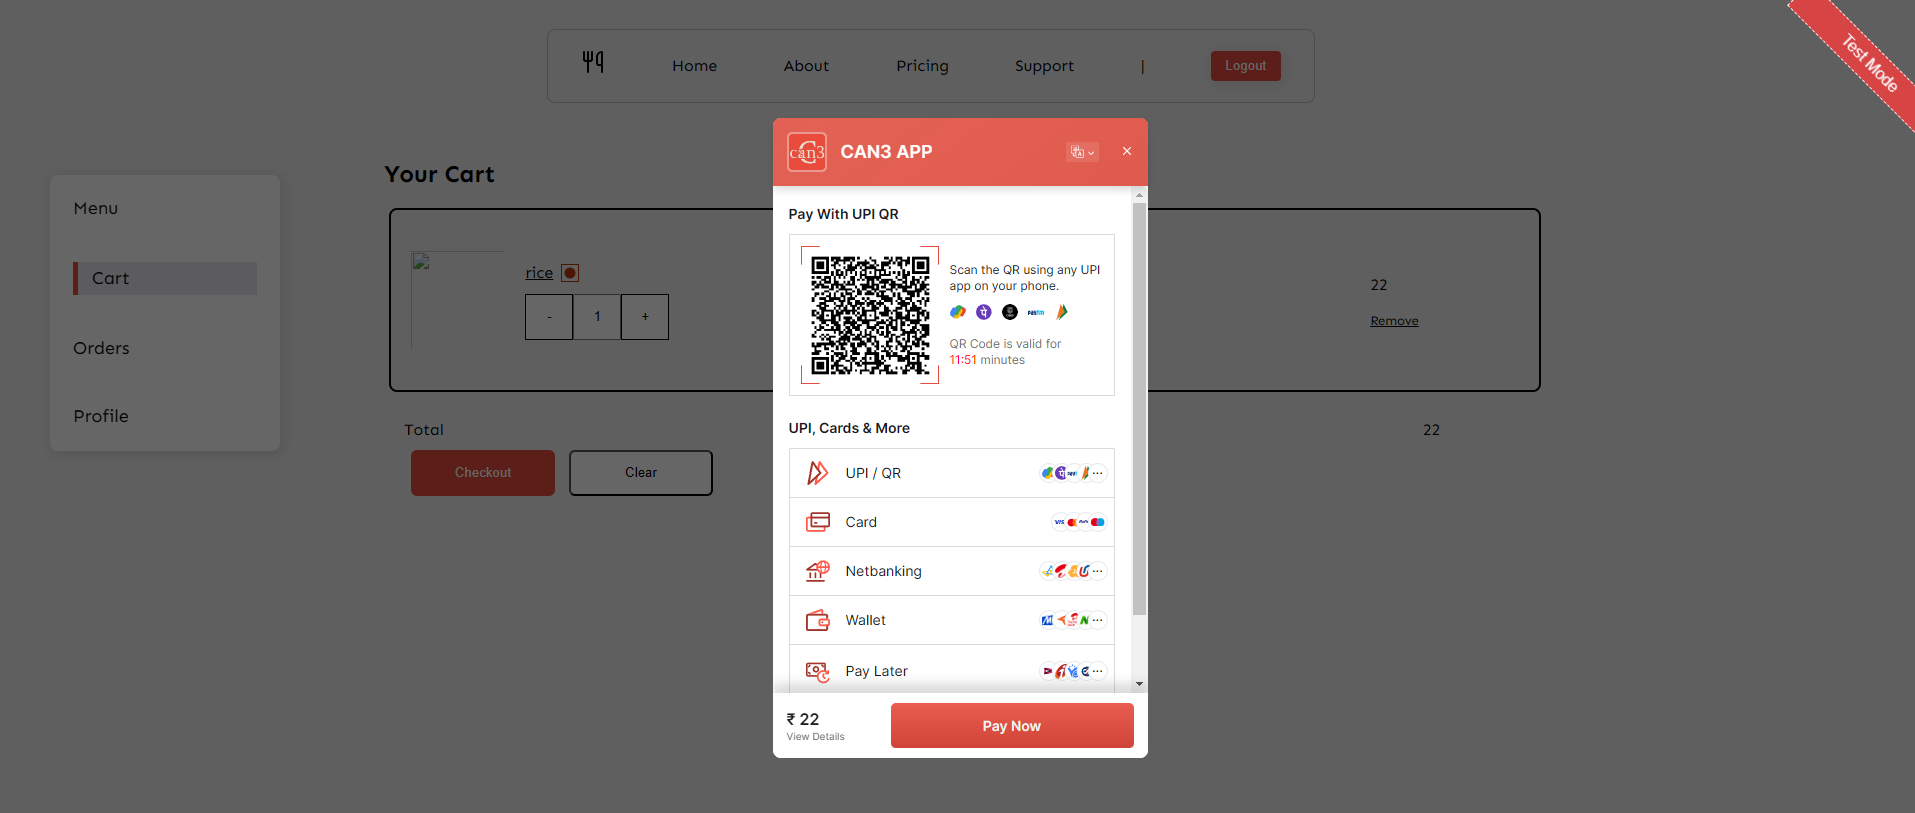 Home About Pricing Support | Logout
Test Mode
can3 CAN3 APP
Your Cart
Menu
Cart
Orders
Profile
rice
- 1 +
22
Remove
Total 22
Checkout Clear
Pay With UPI QR
Scan the QR using any UPI
app on your phone.
QR Code is valid for
11:51 minutes
UPI, Cards & More
UPI / QR
Card
Netbanking
Wallet
Pay Later
₹ 22
View Details
Pay Now